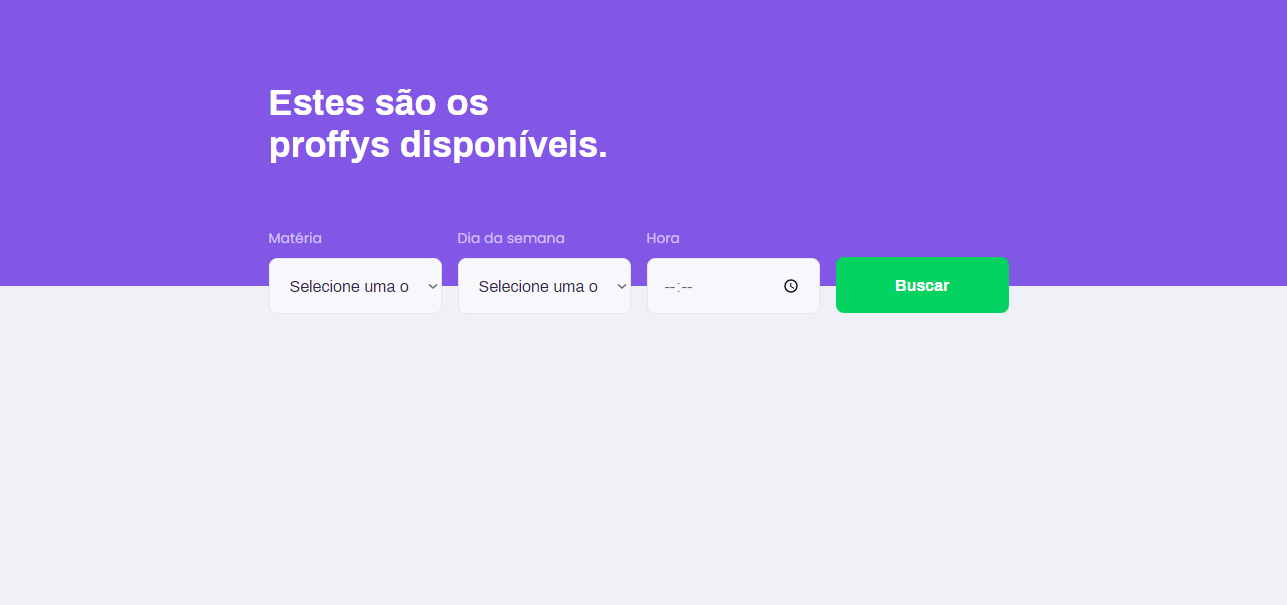 Estes são os
proffys disponíveis.
Matéria
Dia da semana
Hora
Selecione uma o
Selecione uma o
--:--
Buscar